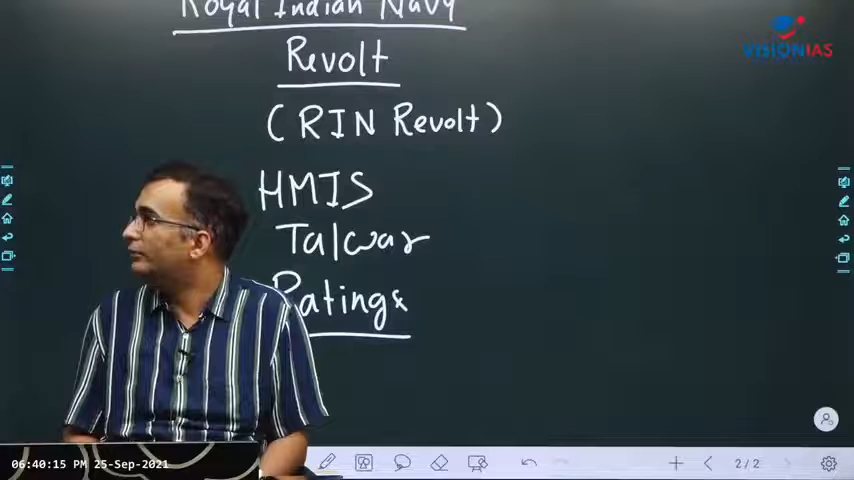 Royal Indian Navy
VISIONIAS
Revolt
(RIN Revolt)
HMIS
Talwar
Ratings
06:40:15 PM 25-Sep-2021
2/2